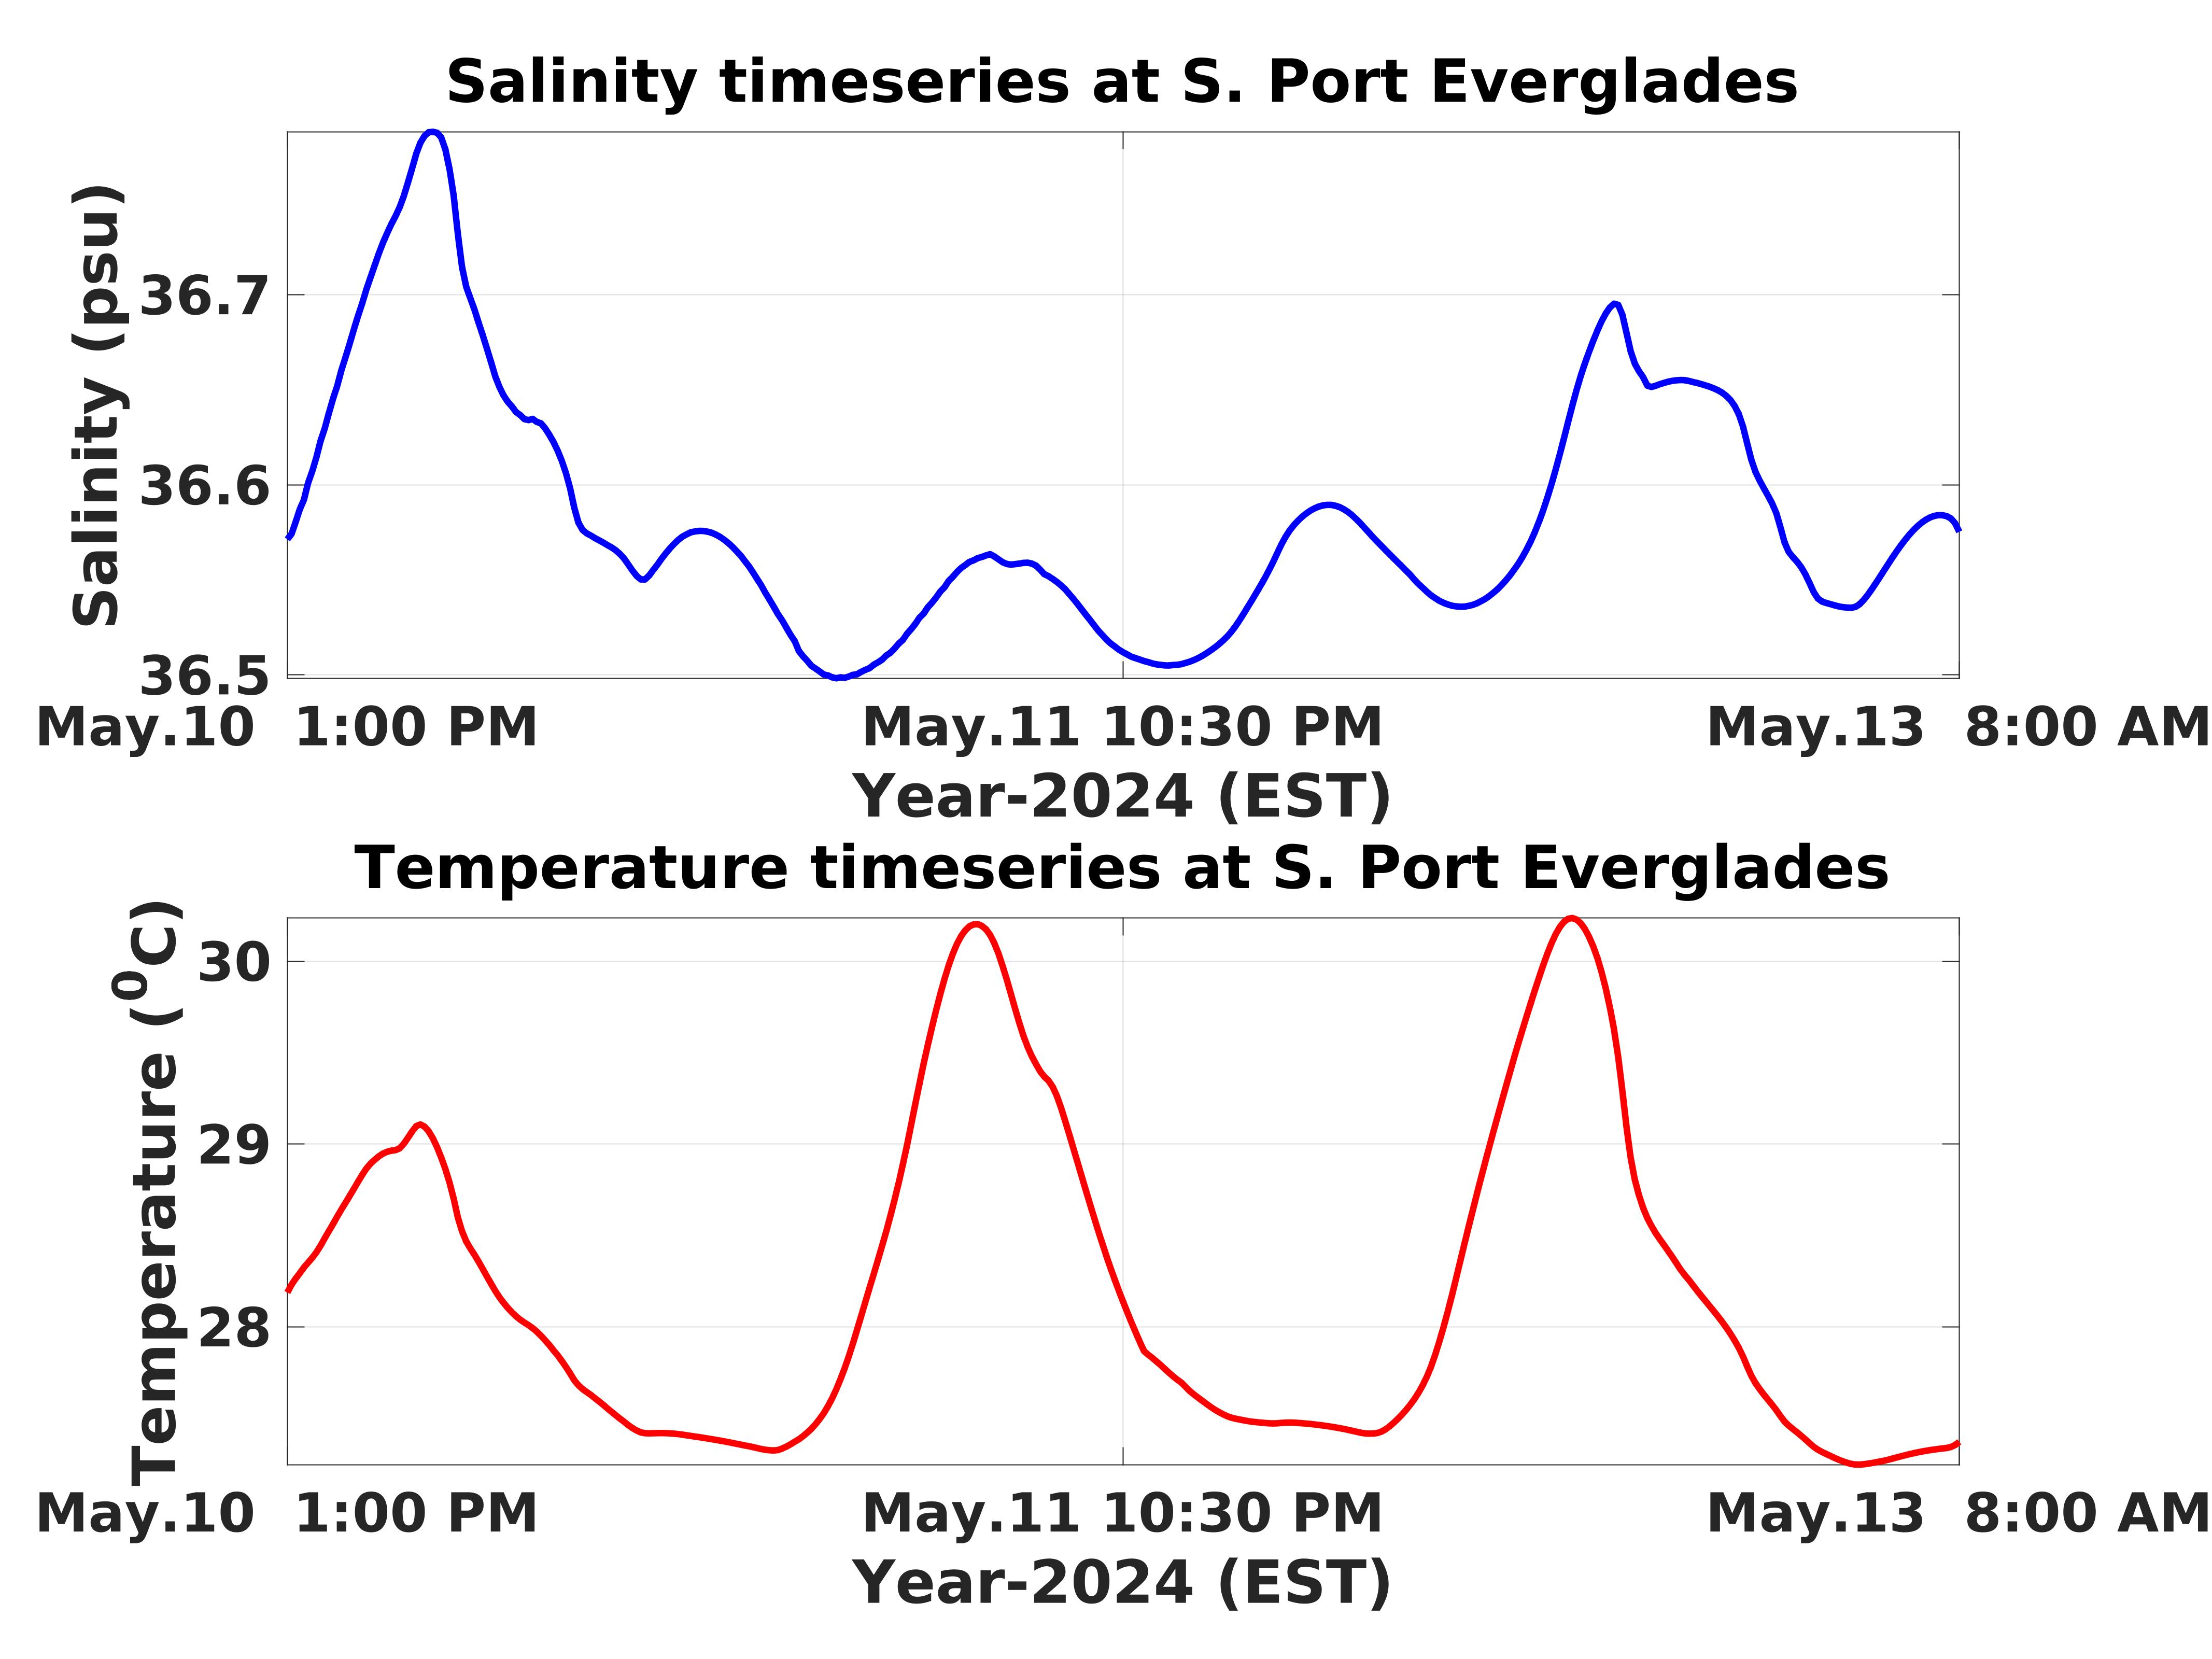 Salinity timeseries at S. Port Everglades
Salinity (psu)
36.7
36.6
36.5
May.10  1:00 PM May.11 10:30 PM May.13  8:00 AM
Year-2024 (EST)
Temperature timeseries at S. Port Everglades
Temperature (⁰C)
30
29
28
May.10  1:00 PM May.11 10:30 PM May.13  8:00 AM
Year-2024 (EST)